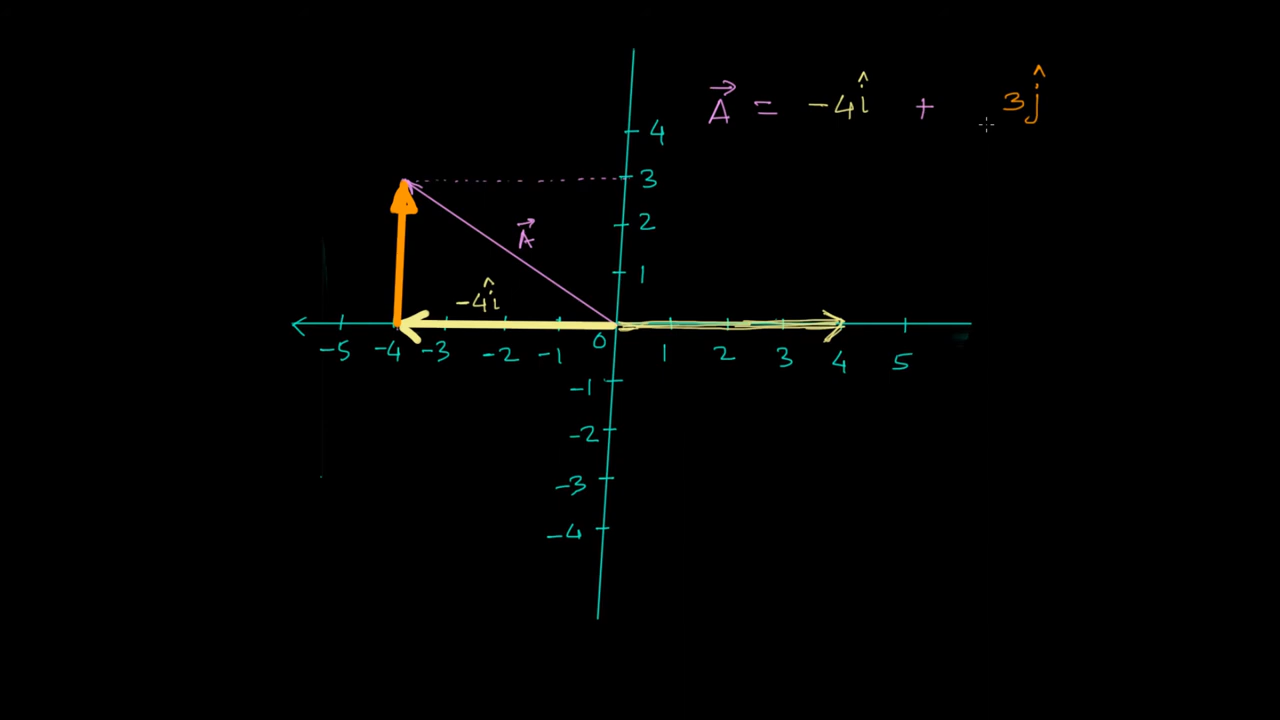 A⃗ = -4î + 3ĵ
4
3
2
A⃗
1
-4î
-5 -4 -3 -2 -1 0 1 2 3 4 5
-1
-2
-3
-4